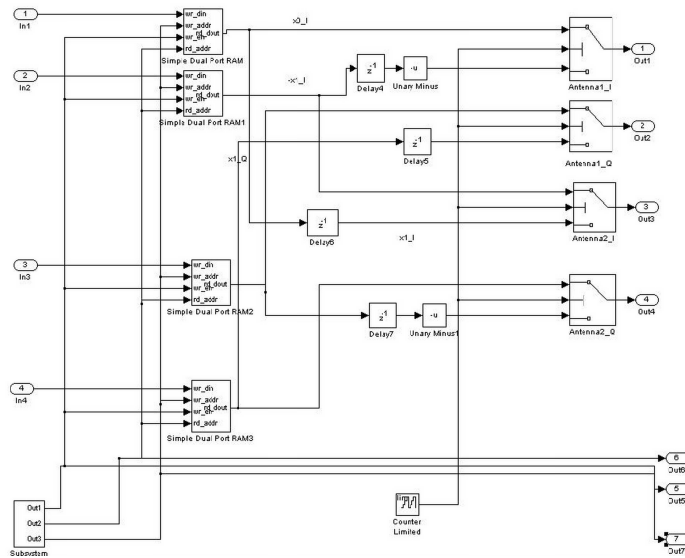 1
In1
wr_din
wr_addr
wr_en
rd_addr
rd_dout
Simple Dual Port RAM
x0_I
2
In2
wr_din
wr_addr
wr_en
rd_addr
rd_dout
Simple Dual Port RAM1
-x1_I
z-1
Delay4
-u
Unary Minus
Antenna1_I
1
Out1
x1_Q
z-1
Delay5
Antenna1_Q
2
Out2
z-1
Delay6
x1_I
Antenna2_I
3
Out3
3
In3
wr_din
wr_addr
wr_en
rd_addr
rd_dout
Simple Dual Port RAM2
z-1
Delay7
-u
Unary Minus1
Antenna2_Q
4
Out4
4
In4
wr_din
wr_addr
wr_en
rd_addr
rd_dout
Simple Dual Port RAM3
6
Out6
5
Out5
7
Out7
Out1
Out2
Out3
Subsystem
lim
Counter
Limited